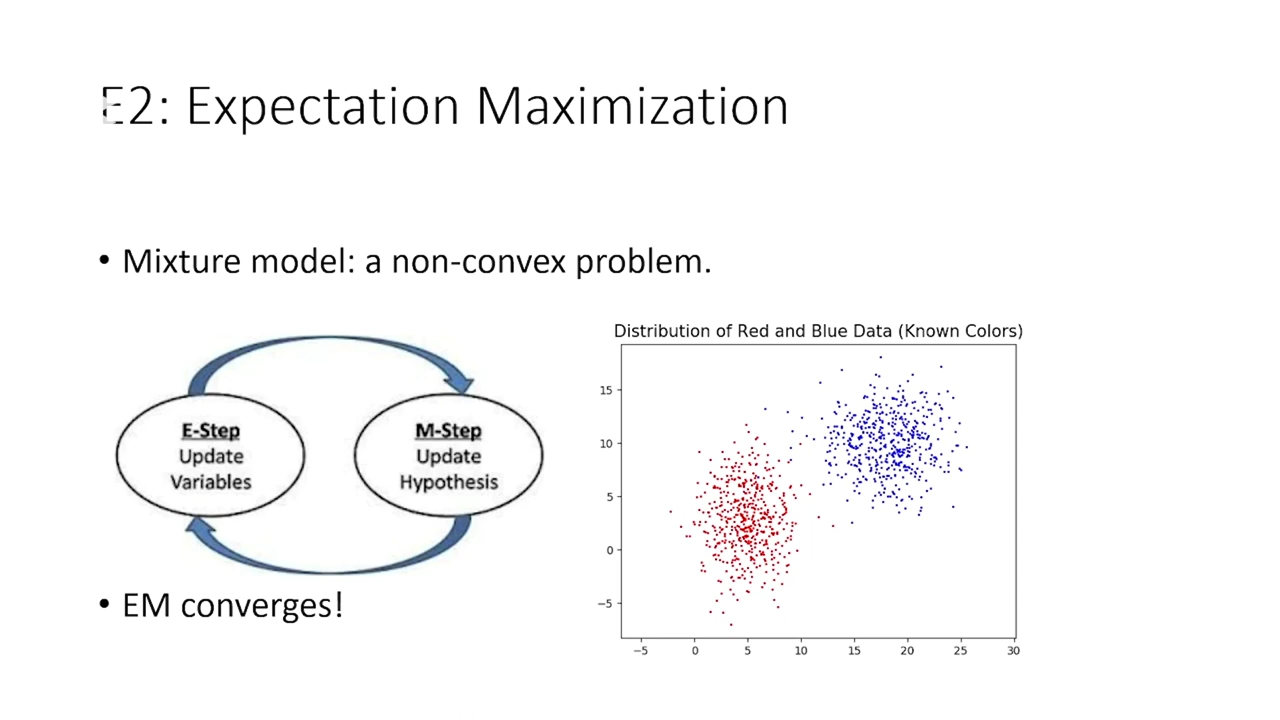 E2: Expectation Maximization
• Mixture model: a non-convex problem.
E-Step
Update
Variables
M-Step
Update
Hypothesis
• EM converges!
Distribution of Red and Blue Data (Known Colors)
15
10
5
0
−5
−5 0 5 10 15 20 25 30